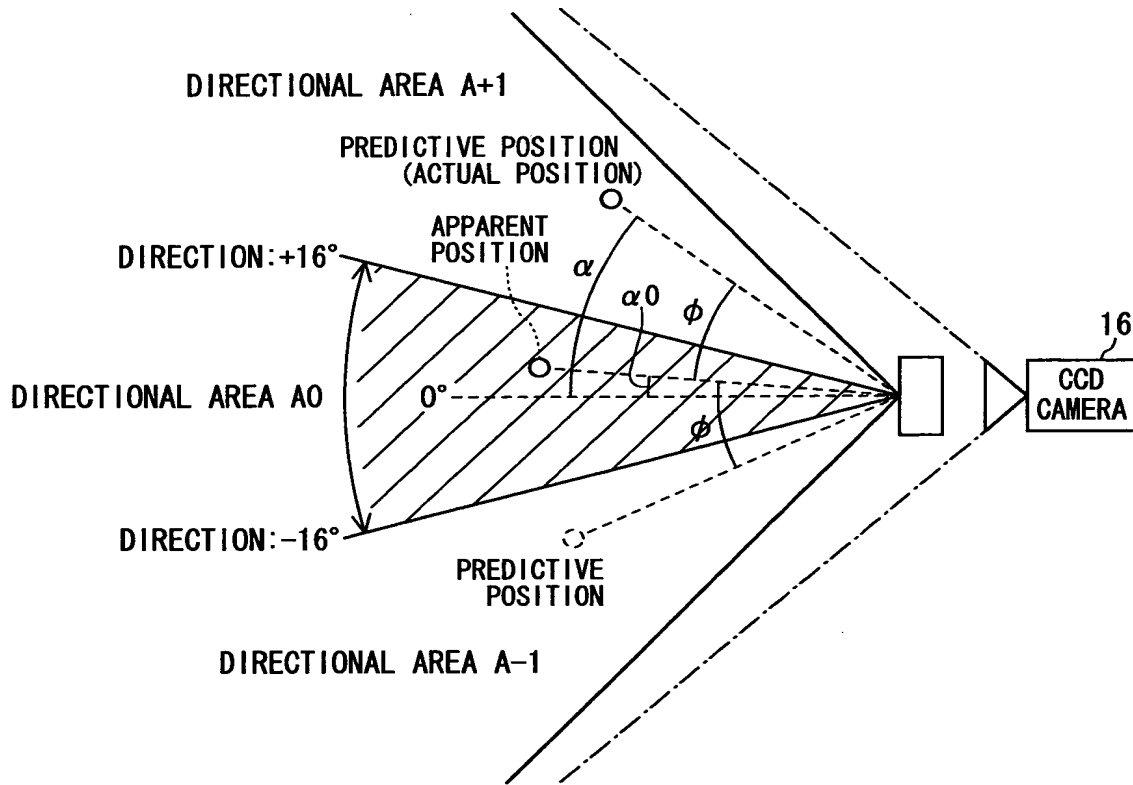 DIRECTIONAL AREA A+1
PREDICTIVE POSITION
(ACTUAL POSITION)
APPARENT
POSITION
DIRECTION:+16°
α
α0
ϕ
16
CCD
CAMERA
DIRECTIONAL AREA A0
0°
ϕ
DIRECTION:−16°
PREDICTIVE
POSITION
DIRECTIONAL AREA A−1